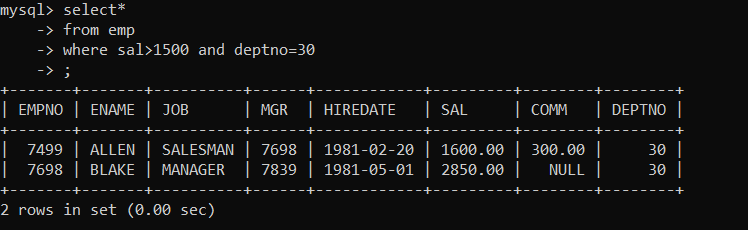 mysql> select*
    -> from emp
    -> where sal>1500 and deptno=30
    -> ;
+-------+-------+----------+------+------------+---------+--------+--------+
| EMPNO | ENAME | JOB      | MGR  | HIREDATE   | SAL     | COMM   | DEPTNO |
+-------+-------+----------+------+------------+---------+--------+--------+
|  7499 | ALLEN | SALESMAN | 7698 | 1981-02-20 | 1600.00 | 300.00 |     30 |
|  7698 | BLAKE | MANAGER  | 7839 | 1981-05-01 | 2850.00 |   NULL |     30 |
+-------+-------+----------+------+------------+---------+--------+--------+
2 rows in set (0.00 sec)